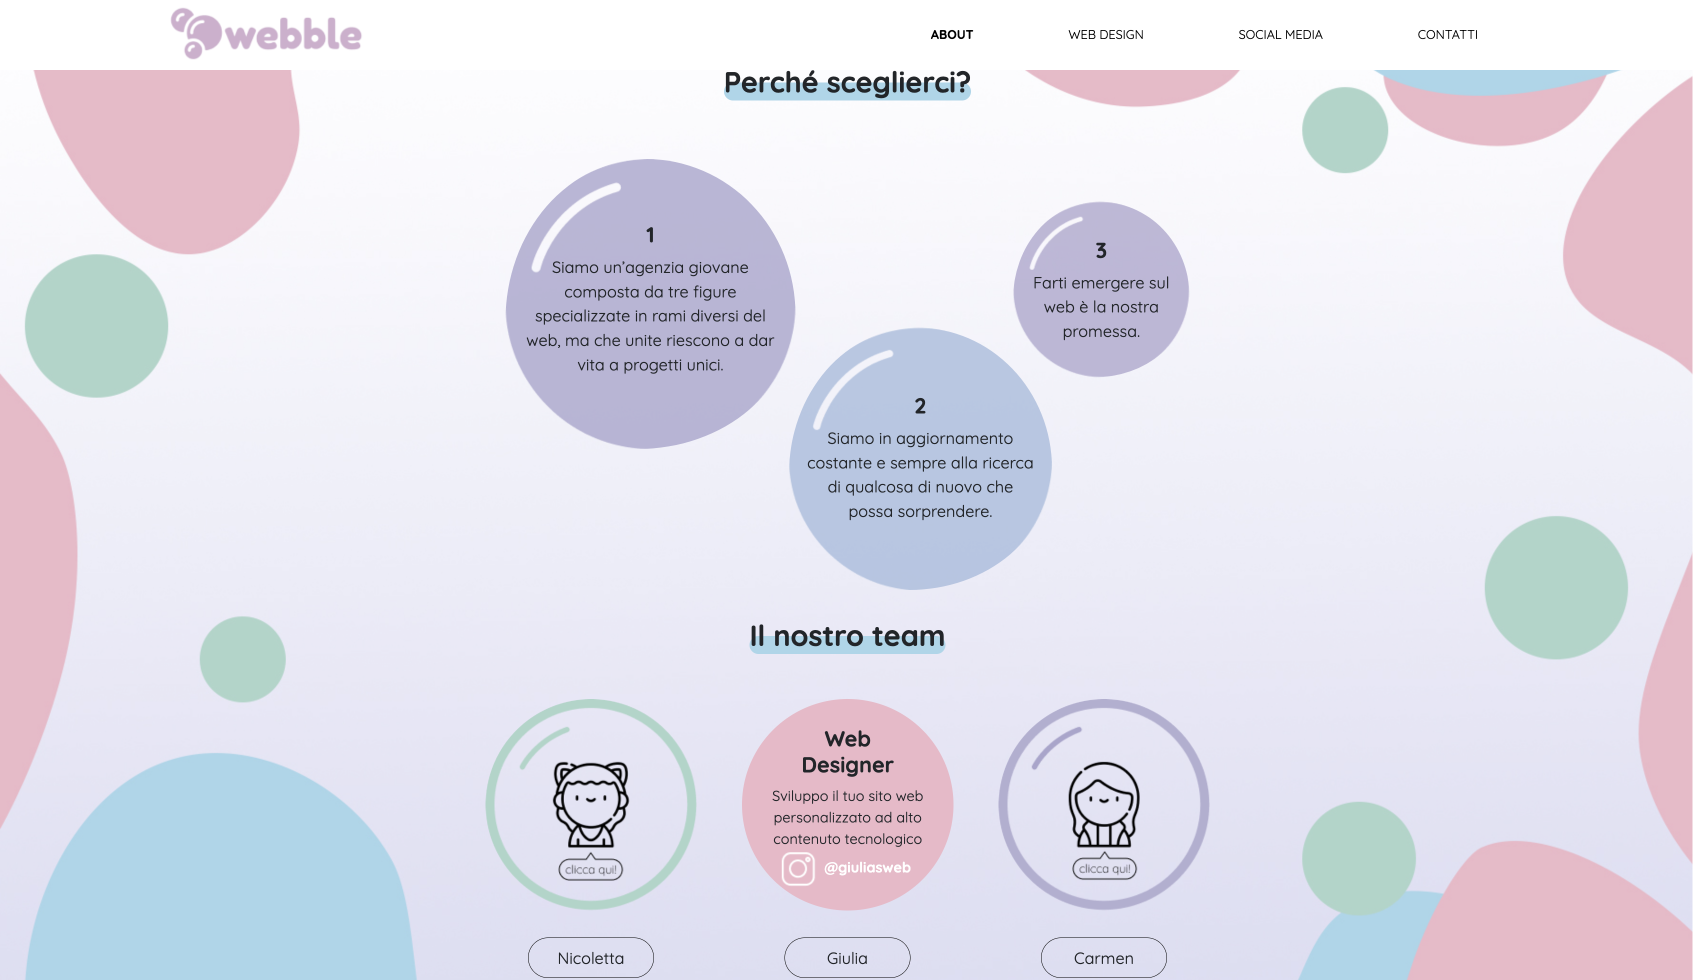 webble
ABOUT
WEB DESIGN
SOCIAL MEDIA
CONTATTI
Perché sceglierci?
1
Siamo un'agenzia giovane
composta da tre figure
specializzate in rami diversi del
web, ma che unite riescono a dar
vita a progetti unici.
2
Siamo in aggiornamento
costante e sempre alla ricerca
di qualcosa di nuovo che
possa sorprendere.
3
Farti emergere sul
web è la nostra
promessa.
Il nostro team
clicca qui!
Nicoletta
Web
Designer
Sviluppo il tuo sito web
personalizzato ad alto
contenuto tecnologico
@giuliasweb
Giulia
clicca qui!
Carmen